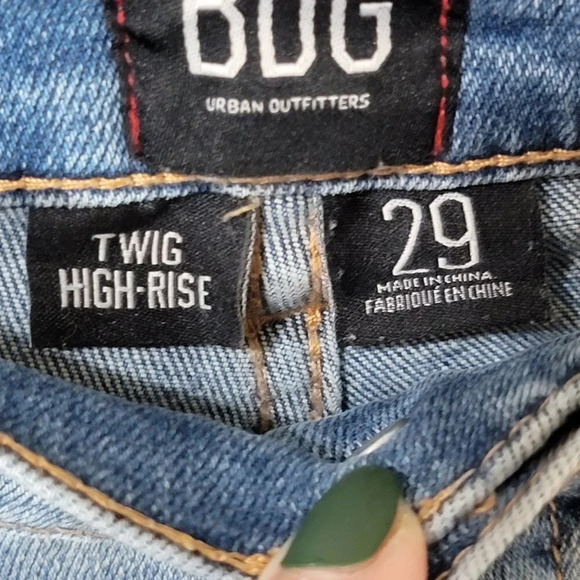 BDG
URBAN OUTFITTERS
TWIG
HIGH-RISE
29
MADE IN CHINA
FABRIQUÉ EN CHINE